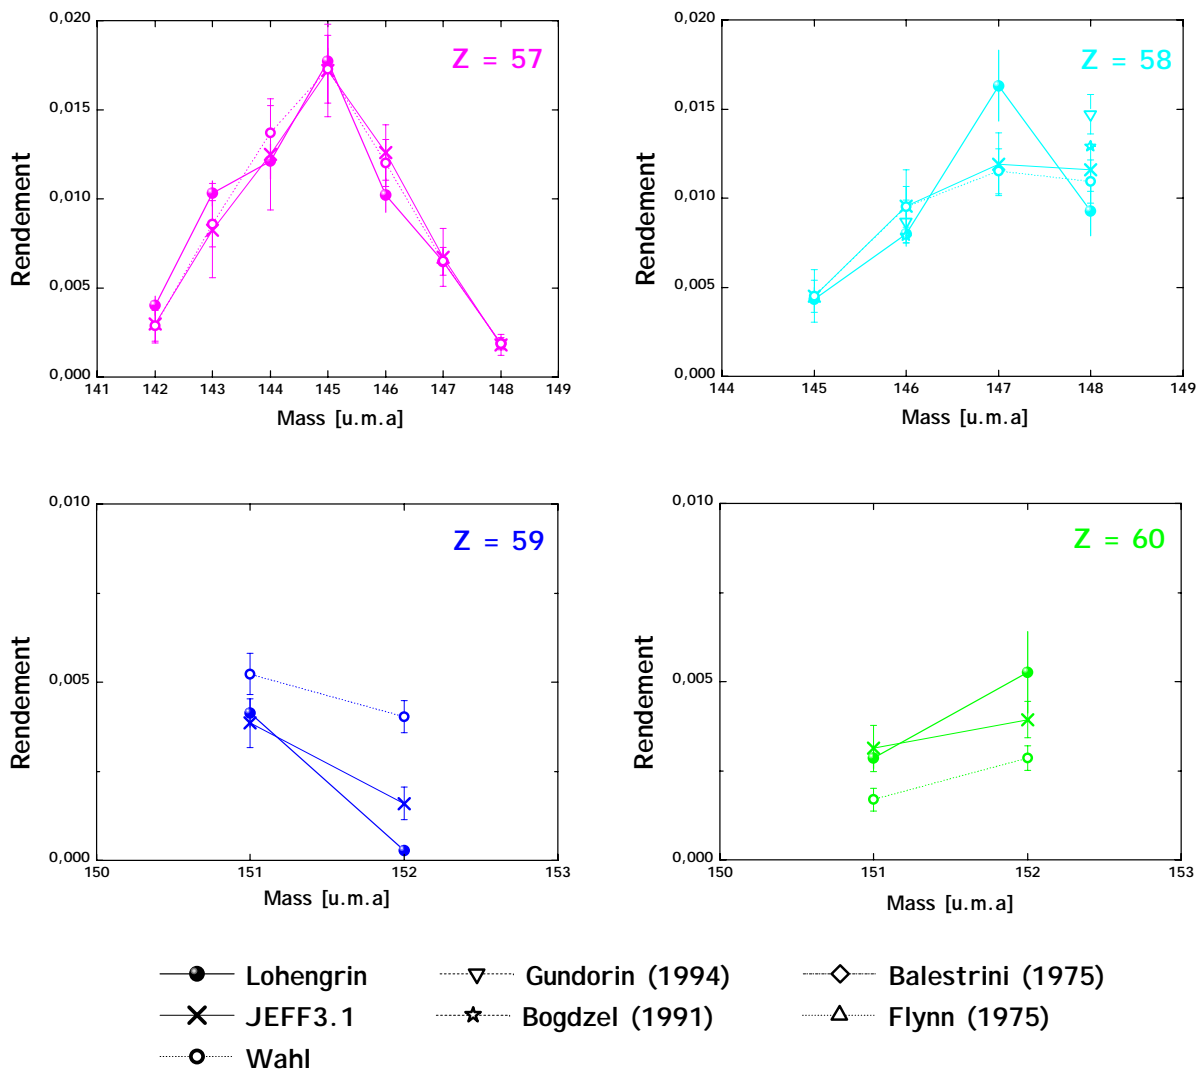 0,020
0,015
0,010
0,005
0,000
Rendement
Z = 57
141 142 143 144 145 146 147 148 149
Mass [u.m.a]
0,020
0,015
0,010
0,005
0,000
Rendement
Z = 58
144 145 146 147 148 149
Mass [u.m.a]
0,010
0,005
0,000
Rendement
Z = 59
150 151 152 153
Mass [u.m.a]
0,010
0,005
0,000
Rendement
Z = 60
150 151 152 153
Mass [u.m.a]
Lohengrin
Gundorin (1994)
Balestrini (1975)
JEFF3.1
Bogdzel (1991)
Flynn (1975)
Wahl